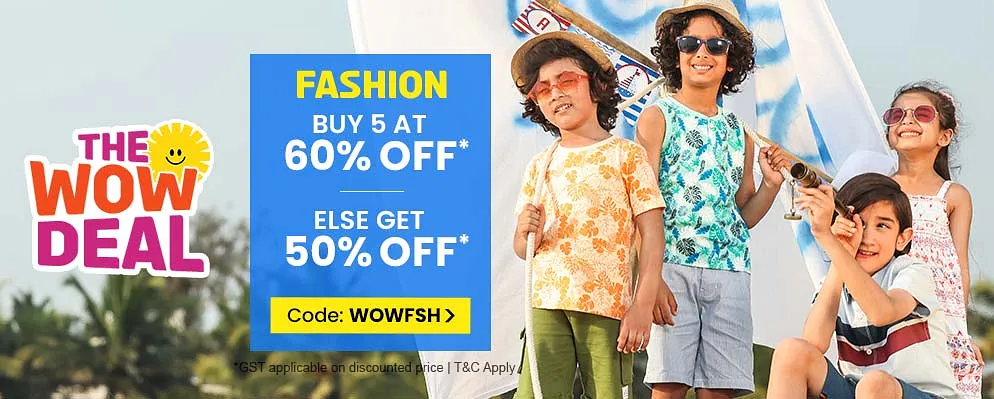 THE
WOW
DEAL
FASHION
BUY 5 AT
60% OFF*
ELSE GET
50% OFF*
Code: WOWFSH >
*GST applicable on discounted price | T&C Apply
A